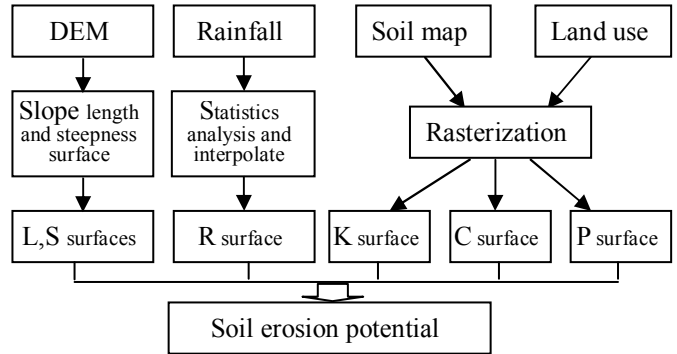 DEM
Rainfall
Soil map
Land use
Slope length
and steepness
surface
Statistics
analysis and
interpolate
Rasterization
L,S surfaces
R surface
K surface
C surface
P surface
Soil erosion potential